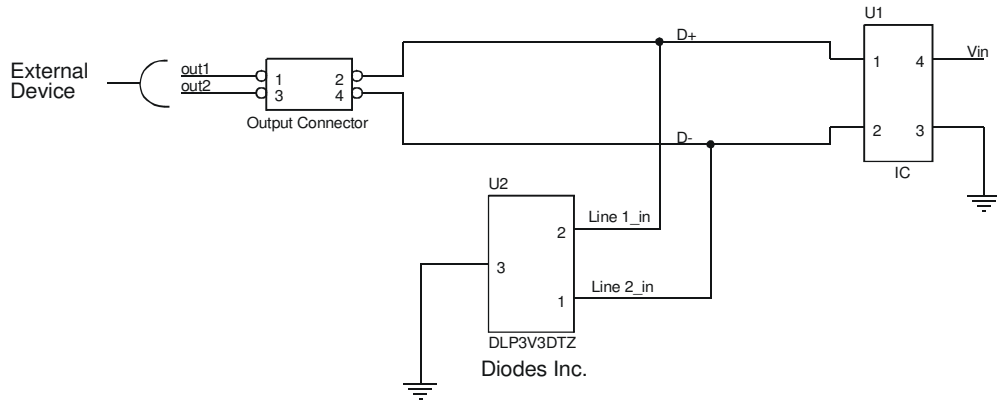 U1
D+
External
Device
out1
out2
1
2
3
4
Output Connector
1
4
Vin
2
3
IC
D-
U2
Line 1_in
2
3
Line 2_in
1
DLP3V3DTZ
Diodes Inc.